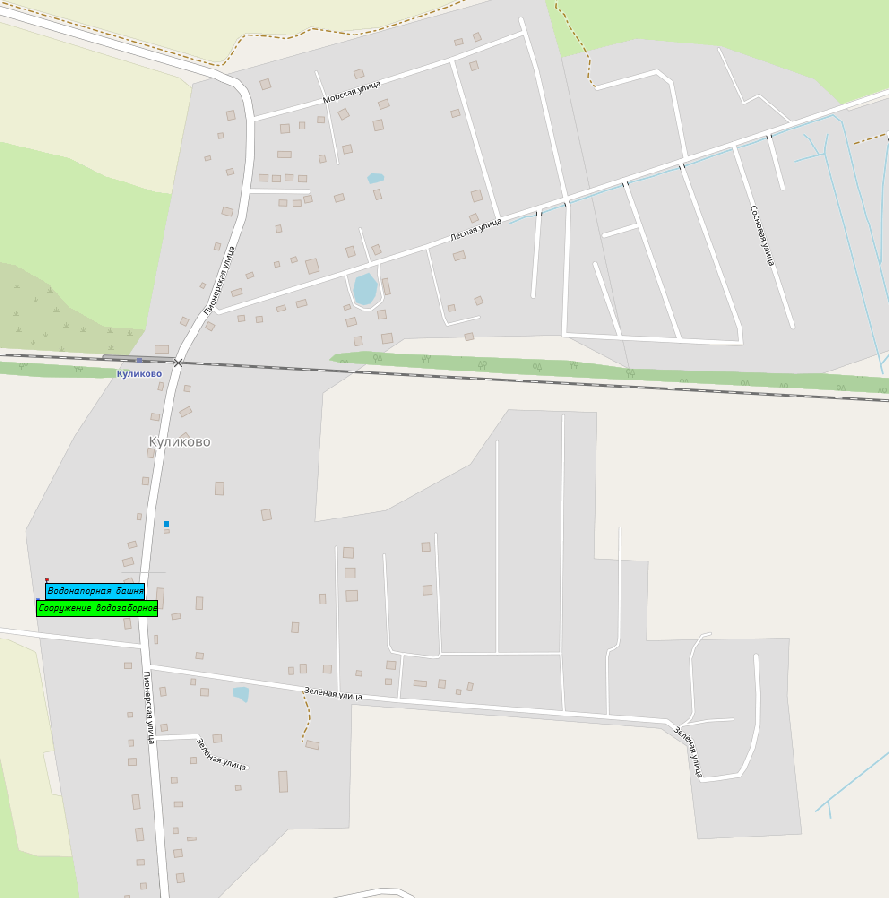 Мовская улица
Сосновая улица
Лесная улица
Пионерская улица
Куликово
Куликово
Водонапорная башня
Сооружение водозаборное
Пионерская улица
Зеленая улица
Зеленая улица
Зеленая улица